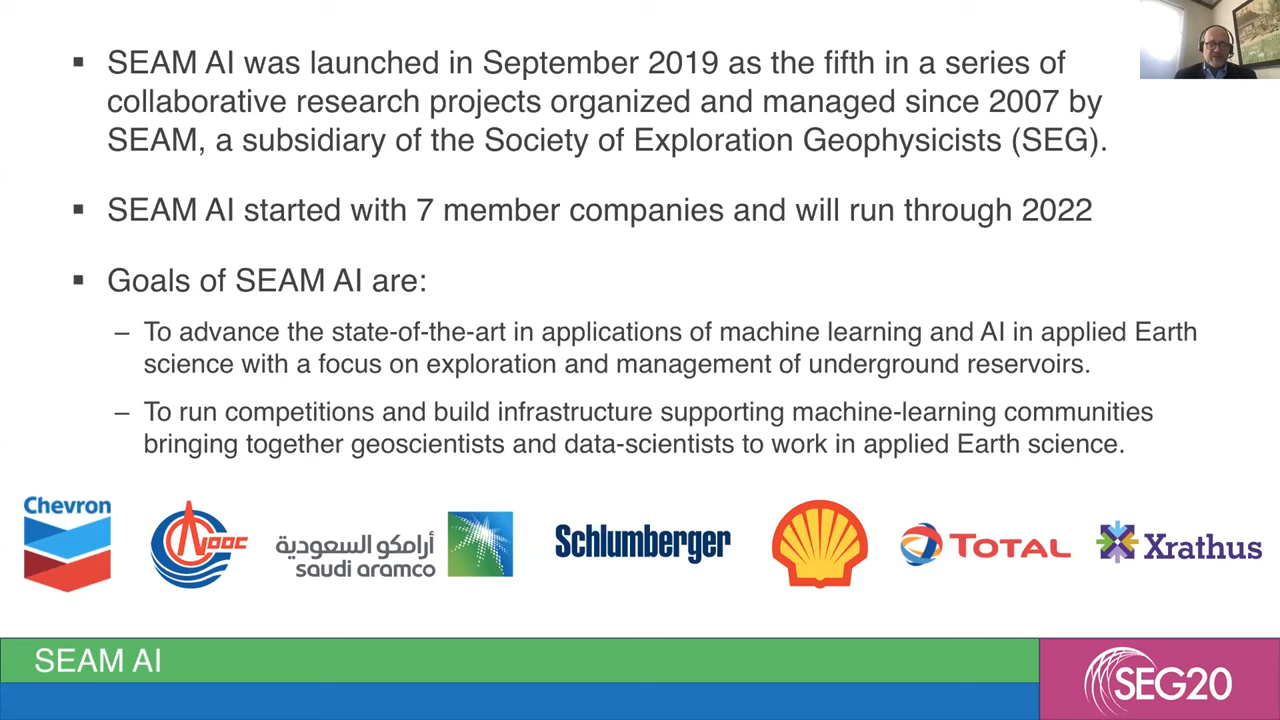 ▪ SEAM AI was launched in September 2019 as the fifth in a series of
collaborative research projects organized and managed since 2007 by
SEAM, a subsidiary of the Society of Exploration Geophysicists (SEG).
▪ SEAM AI started with 7 member companies and will run through 2022
▪ Goals of SEAM AI are:
– To advance the state-of-the-art in applications of machine learning and AI in applied Earth
science with a focus on exploration and management of underground reservoirs.
– To run competitions and build infrastructure supporting machine-learning communities
bringing together geoscientists and data-scientists to work in applied Earth science.
Chevron
CNOOC
أرامكو السعودية
saudi aramco
Schlumberger
TOTAL
Xrathus
SEAM AI
SEG20